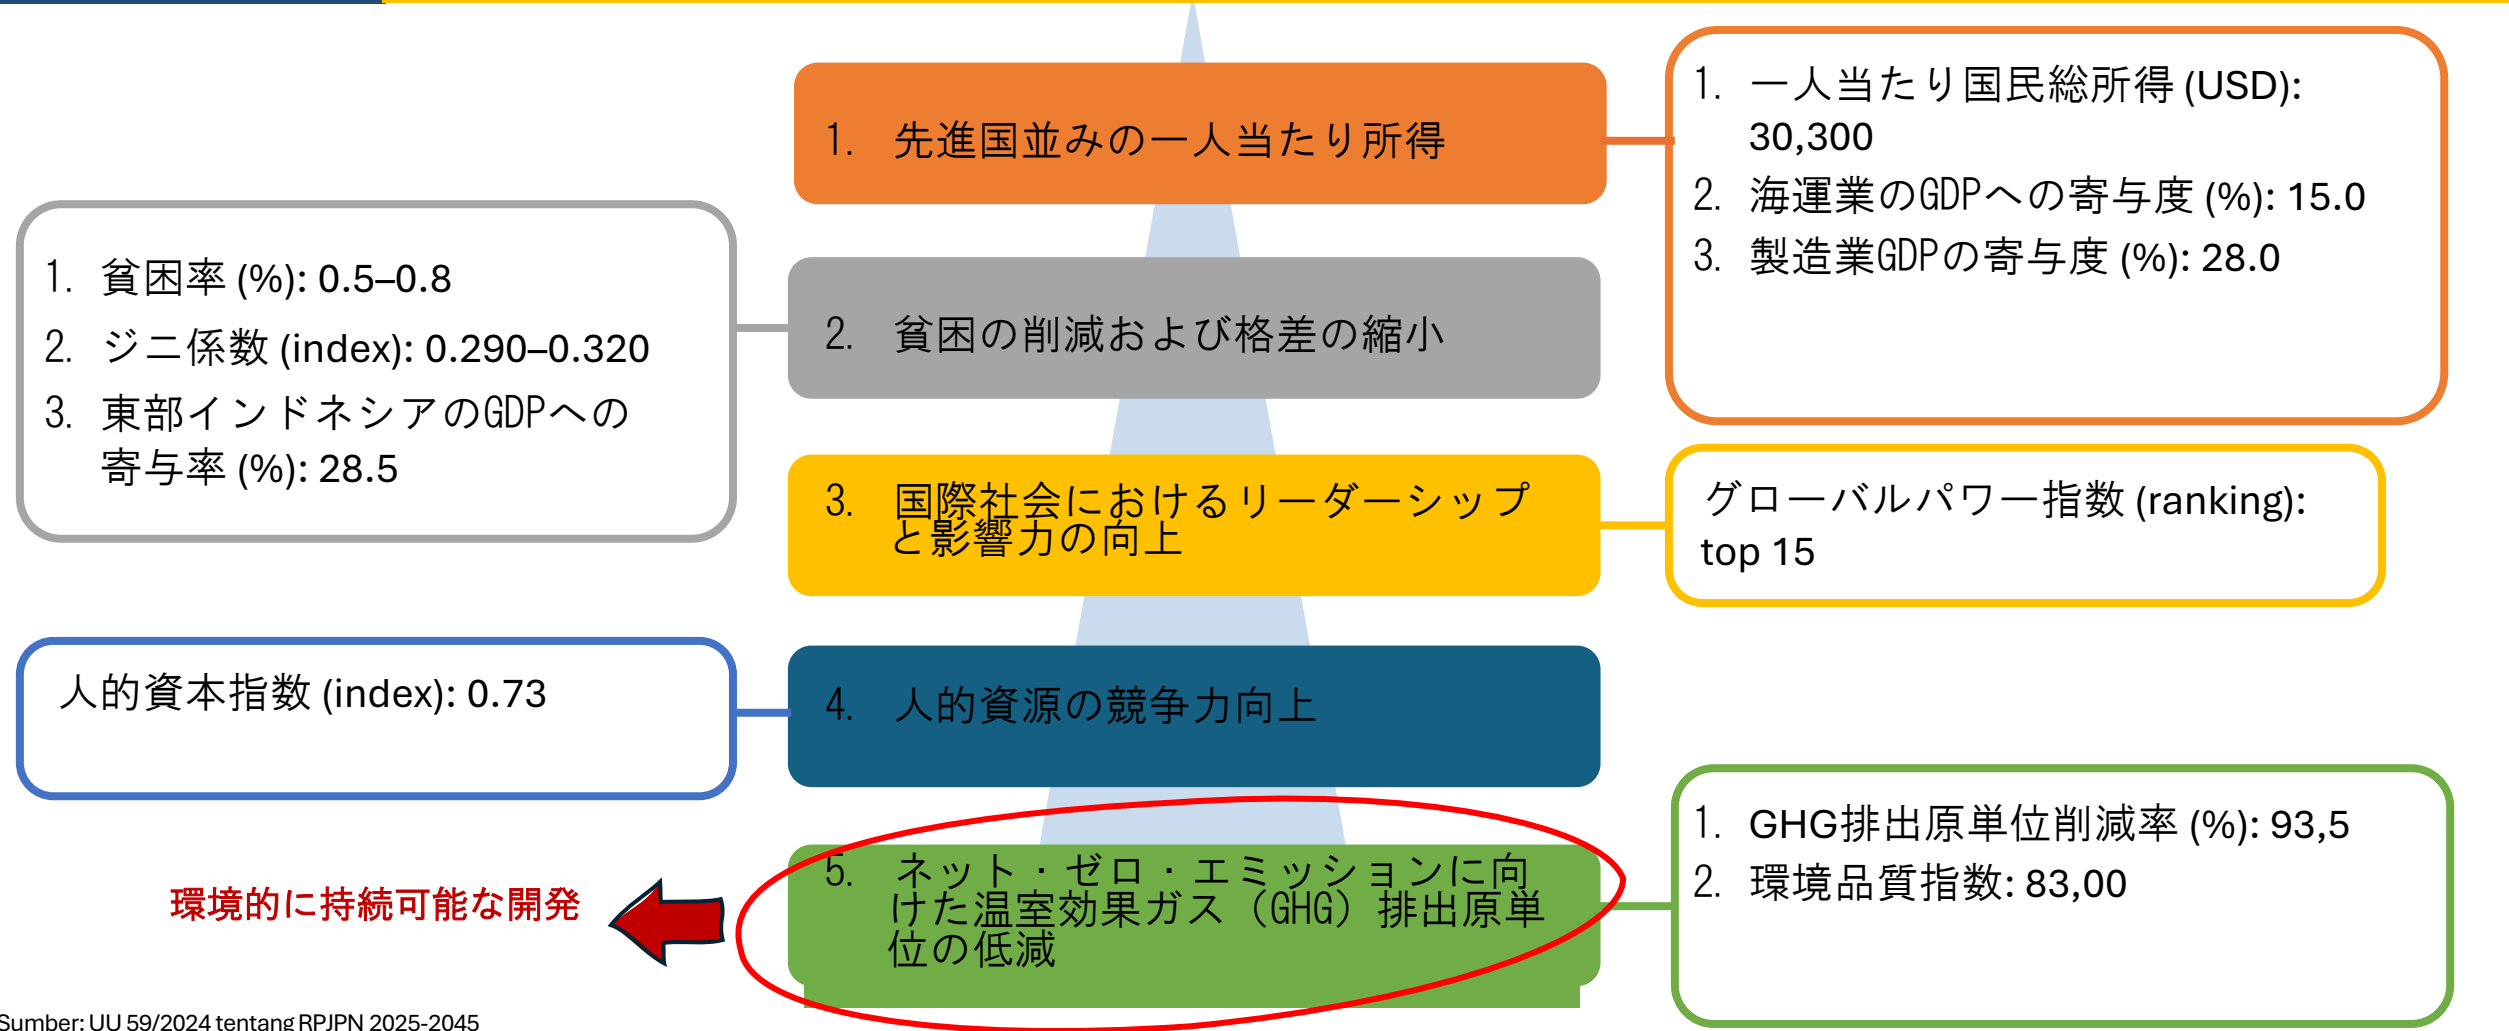 1. 先進国並みの一人当たり所得
1. 一人当たり国民総所得 (USD):
30,300
2. 海運業のGDPへの寄与度 (%): 15.0
3. 製造業GDPの寄与度 (%): 28.0
1. 貧困率 (%): 0.5–0.8
2. ジニ係数 (index): 0.290–0.320
3. 東部インドネシアのGDPへの
寄与率 (%): 28.5
2. 貧困の削減および格差の縮小
3. 国際社会におけるリーダーシップ
と影響力の向上
グローバルパワー指数 (ranking):
top 15
人的資本指数 (index): 0.73
4. 人的資源の競争力向上
5. ネット・ゼロ・エミッションに向
けた温室効果ガス（GHG）排出原単
位の低減
1. GHG排出原単位削減率 (%): 93,5
2. 環境品質指数: 83,00
環境的に持続可能な開発
Sumber: UU 59/2024 tentang RPJPN 2025-2045